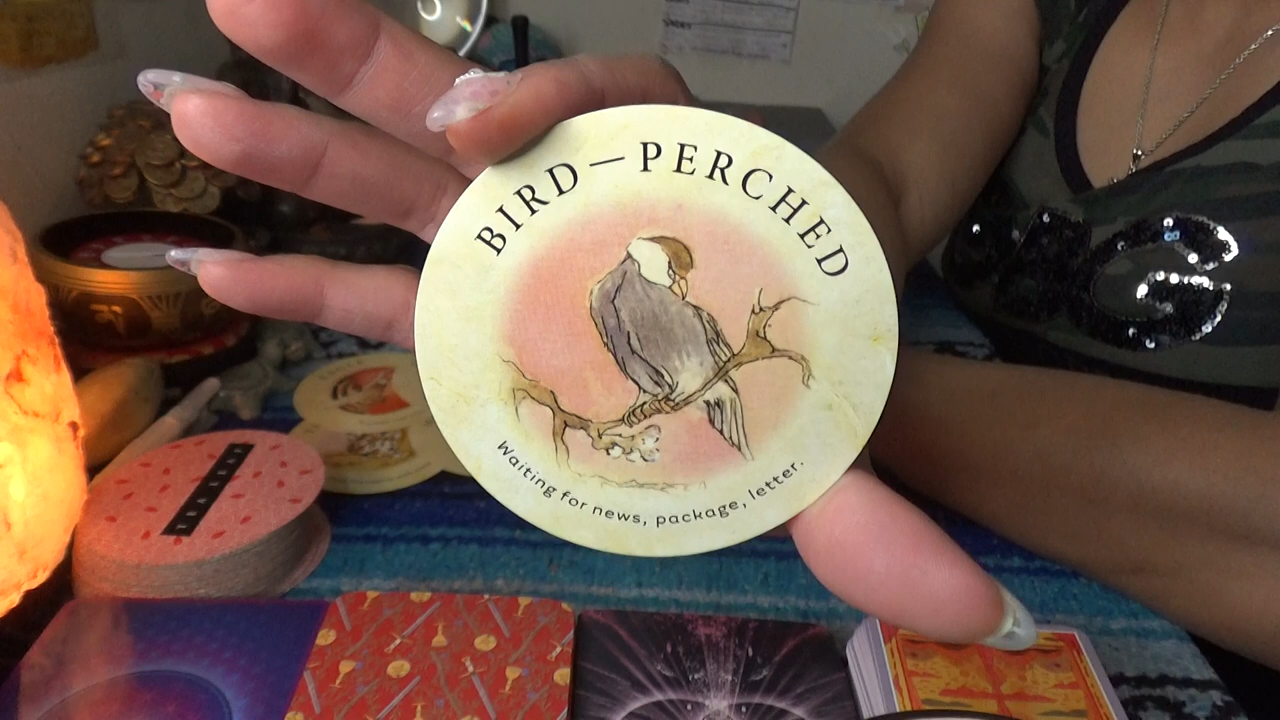 BIRD—PERCHED
Waiting for news, package, letter.